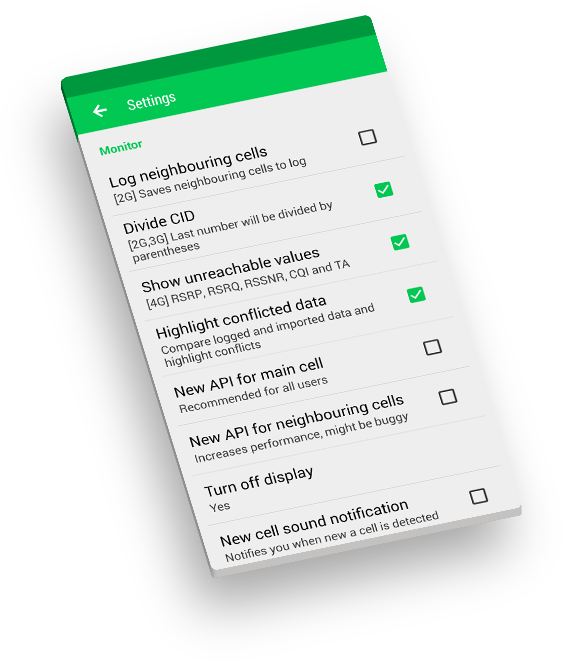 Settings
Monitor
Log neighbouring cells
[2G] Saves neighbouring cells to log
Divide CID
[2G,3G] Last number will be divided by
parentheses
Show unreachable values
[4G] RSRP, RSRQ, RSSNR, CQI and TA
Highlight conflicted data
Compare logged and imported data and
highlight conflicts
New API for main cell
Recommended for all users
New API for neighbouring cells
Increases performance, might be buggy
Turn off display
Yes
New cell sound notification
Notifies you when new a cell is detected